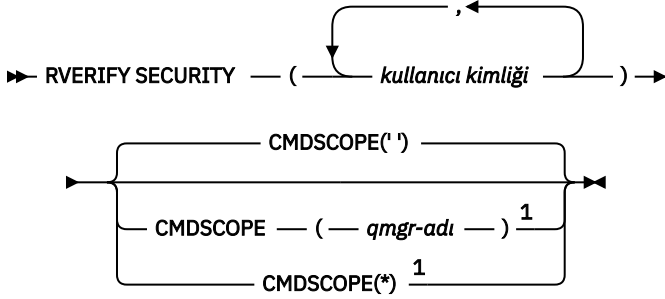 ,
RVERIFY SECURITY ( kullanıcı kimliği )
CMDSCOPE(' ')
CMDSCOPE ( qmgr-adı ) 1
CMDSCOPE(*) 1